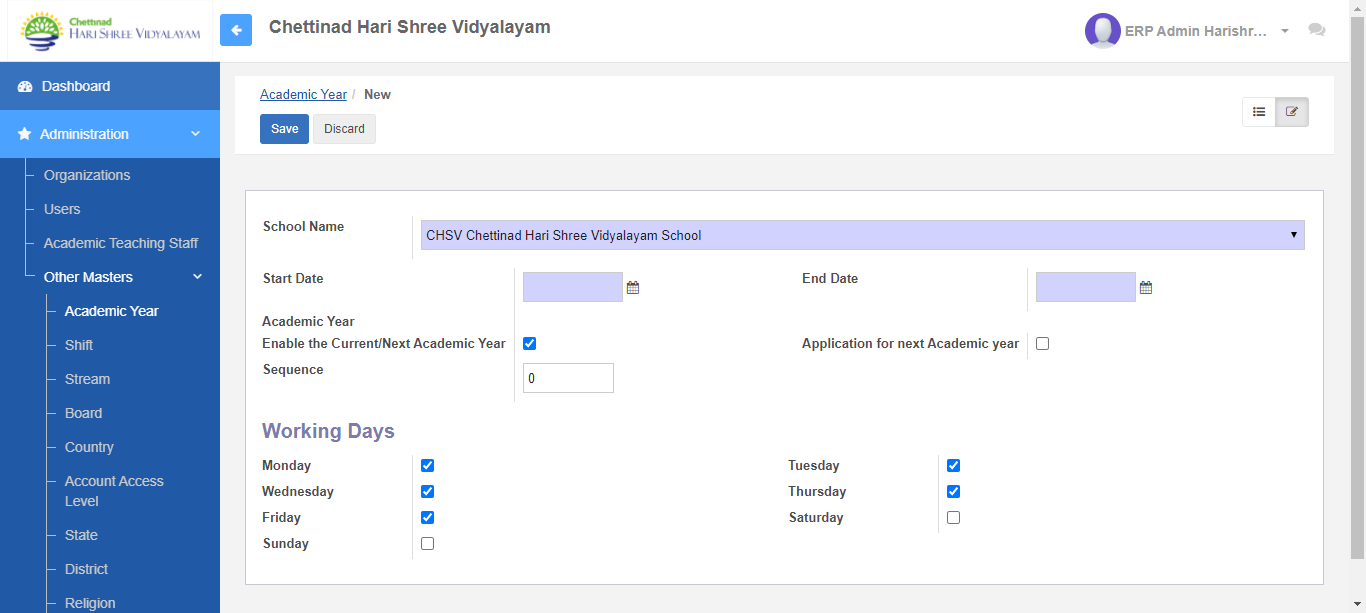 Chettinad
HARI SHREE VIDYALAYAM
Chettinad Hari Shree Vidyalayam
ERP Admin Harishr...
Dashboard
Administration
Organizations
Users
Academic Teaching Staff
Other Masters
Academic Year
Shift
Stream
Board
Country
Account Access
Level
State
District
Religion
Academic Year / New
Save Discard
School Name CHSV Chettinad Hari Shree Vidyalayam School
Start Date End Date
Academic Year
Enable the Current/Next Academic Year Application for next Academic year
Sequence 0
Working Days
Monday Tuesday
Wednesday Thursday
Friday Saturday
Sunday